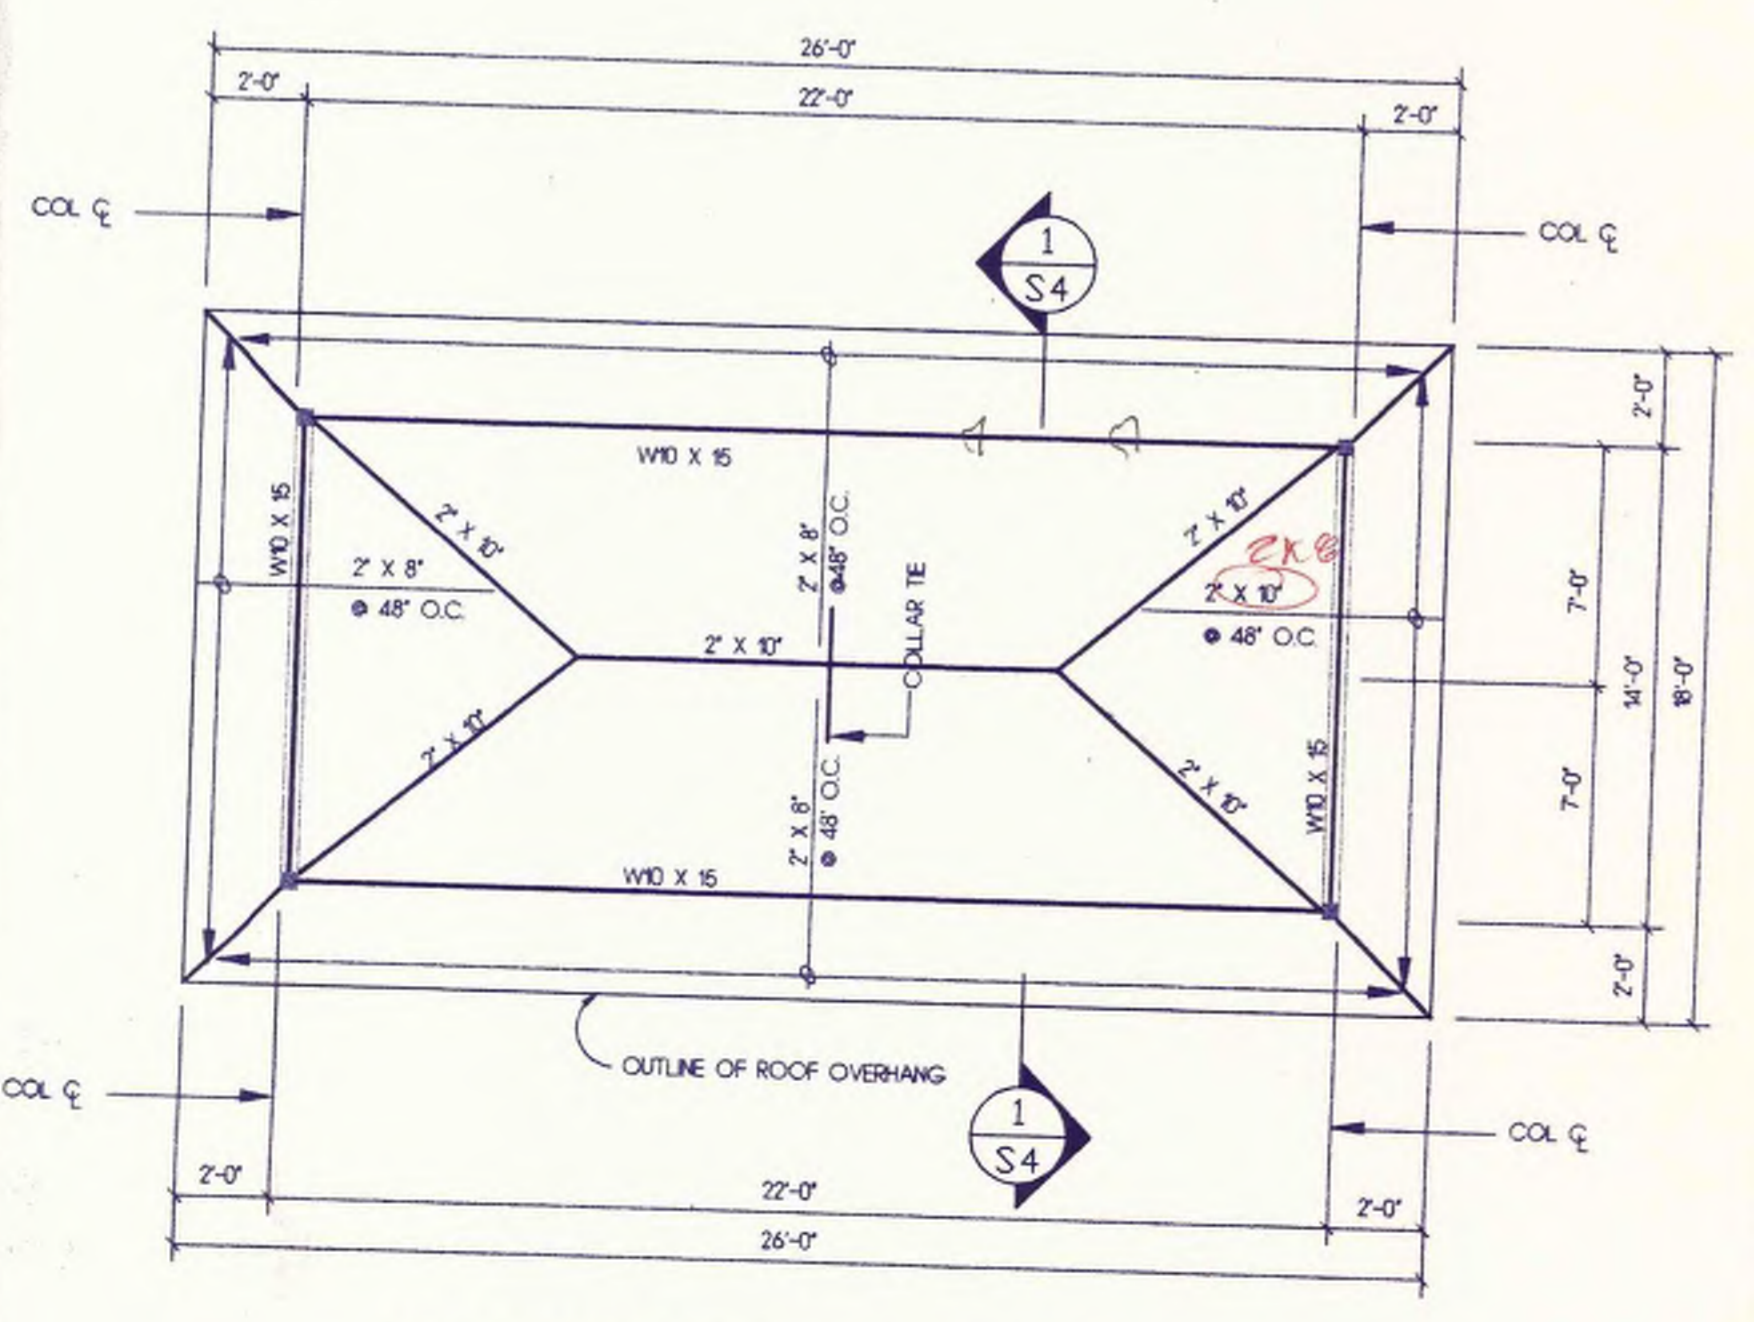 26'-0"
2'-0"
22'-0"
2'-0"
COL ℄
COL ℄
1
S4
2'-0"
W10 X 15
W10 X 15
2" X 10"
2" X 8"
@ 48" O.C.
2" X 8"
@48" O.C.
COLLAR TIE
2" X 10"
2X8
2" X 10"
@ 48" O.C.
7'-0"
14'-0"
18'-0"
2" X 10"
2" X 10"
2" X 8"
@ 48' O.C.
2" X 10"
W10 X 15
7'-0"
W10 X 15
2'-0"
OUTLINE OF ROOF OVERHANG
COL ℄
1
S4
COL ℄
2'-0"
22'-0"
2'-0"
26'-0"